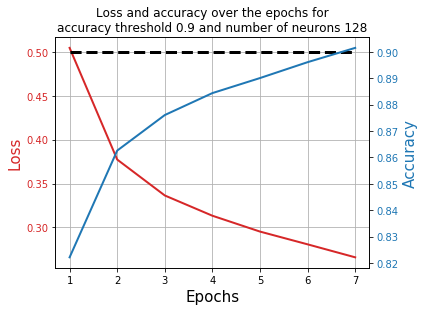 Loss and accuracy over the epochs for
accuracy threshold 0.9 and number of neurons 128
0.50
0.45
0.40
0.35
0.30
Loss
0.90
0.89
0.88
0.87
0.86
0.85
0.84
0.83
0.82
Accuracy
1 2 3 4 5 6 7
Epochs